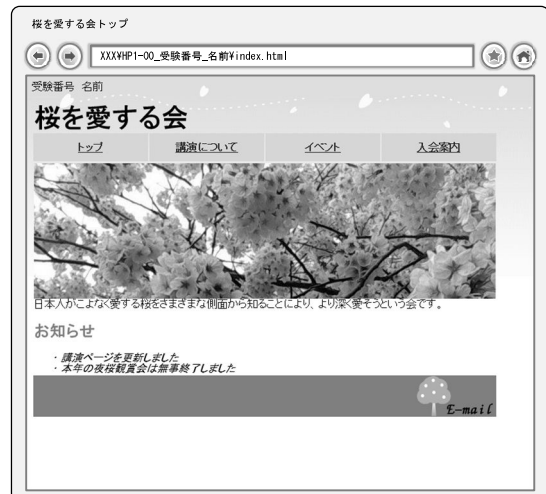 桜を愛する会トップ
XXX¥HP1-00_受験番号_名前¥index.html
受験番号 名前
桜を愛する会
トップ 講演について イベント 入会案内
日本人がこよなく愛する桜をさまざまな側面から知ることにより、より深く愛そうという会です。
お知らせ
・講演ページを更新しました
・本年の夜桜観賞会は無事終了しました
E-mail